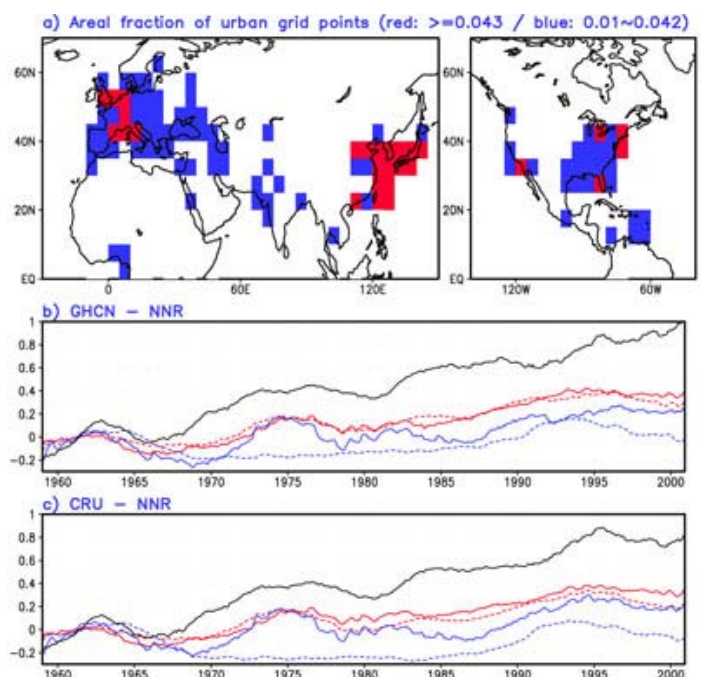 a) Areal fraction of urban grid points (red: >=0.043 / blue: 0.01~0.042)
60N
40N
20N
EQ
0 60E 120E
60N
40N
20N
EQ
120W 60W
b) GHCN – NNR
1
0.8
0.6
0.4
0.2
0
−0.2
1960 1965 1970 1975 1980 1985 1990 1995 2000
c) CRU – NNR
1
0.8
0.6
0.4
0.2
0
−0.2
1960 1965 1970 1975 1980 1985 1990 1995 2000